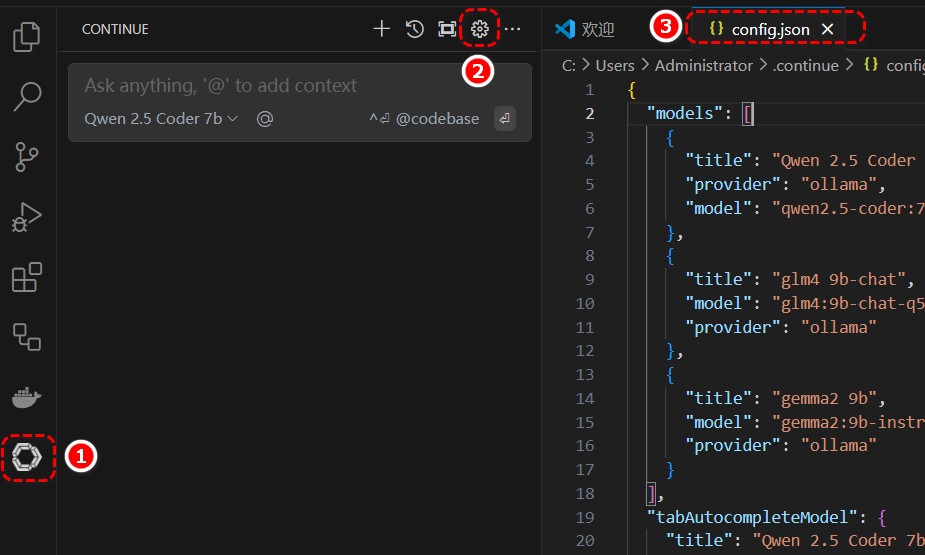 CONTINUE
2
Ask anything, '@' to add context
Qwen 2.5 Coder 7b @ ^⏎ @codebase ⏎
1
欢迎
3 {} config.json
C: > Users > Administrator > .continue > {} config
1 {
2 "models": [
3 {
4 "title": "Qwen 2.5 Coder
5 "provider": "ollama",
6 "model": "qwen2.5-coder:7
7 },
8 {
9 "title": "glm4 9b-chat",
10 "model": "glm4:9b-chat-q5
11 "provider": "ollama"
12 },
13 {
14 "title": "gemma2 9b",
15 "model": "gemma2:9b-instr
16 "provider": "ollama"
17 }
18 ],
19 "tabAutocompleteModel": {
20 "title": "Qwen 2.5 Coder 7b